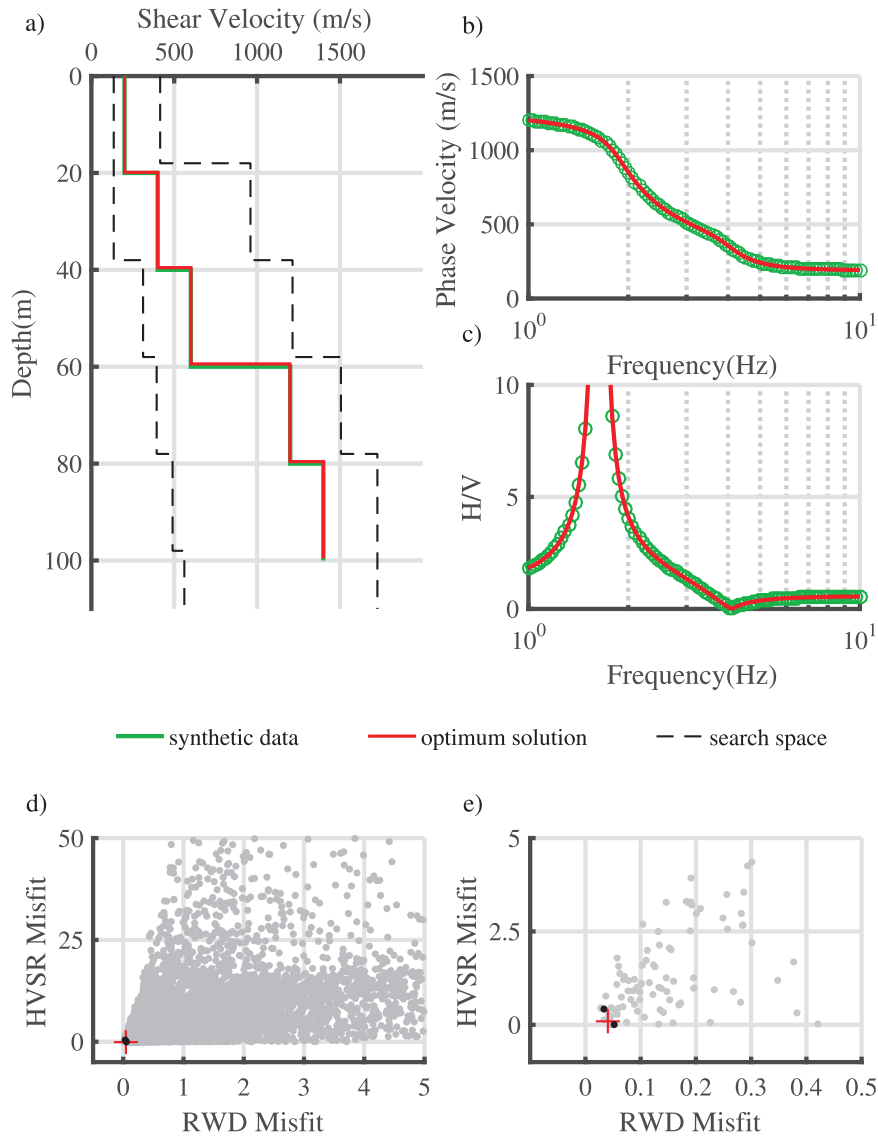 a)
Shear Velocity (m/s)
0 500 1000 1500
0
20
40
60
80
100
Depth(m)
b)
1500
1000
500
0
Phase Velocity (m/s)
10^0 10^1
Frequency(Hz)
c)
10
5
0
H/V
10^0 10^1
Frequency(Hz)
synthetic data optimum solution search space
d)
50
25
0
HVSR Misfit
0 1 2 3 4 5
RWD Misfit
e)
5
2.5
0
HVSR Misfit
0 0.1 0.2 0.3 0.4 0.5
RWD Misfit